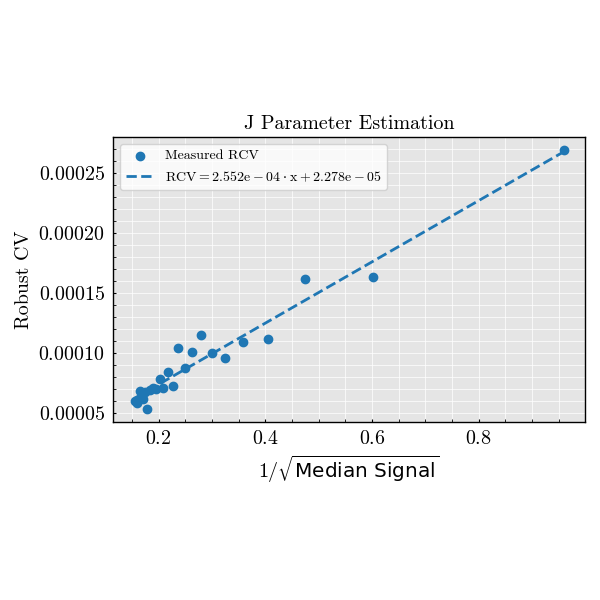 J Parameter Estimation
Measured RCV
RCV = 2.552e − 04 · x + 2.278e − 05
Robust CV
0.00025
0.00020
0.00015
0.00010
0.00005
0.2 0.4 0.6 0.8
1/√Median Signal